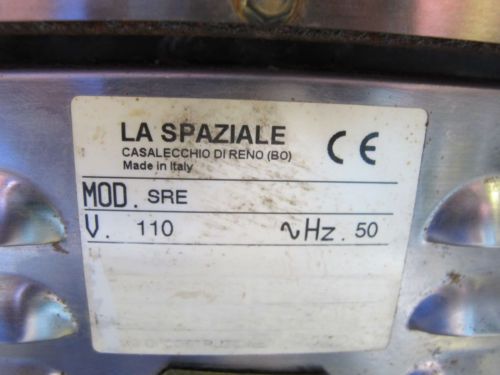 LA SPAZIALE
CASALECCHIO DI RENO (BO)
Made in Italy
CE
MOD. SRE
V. 110 ∿Hz. 50